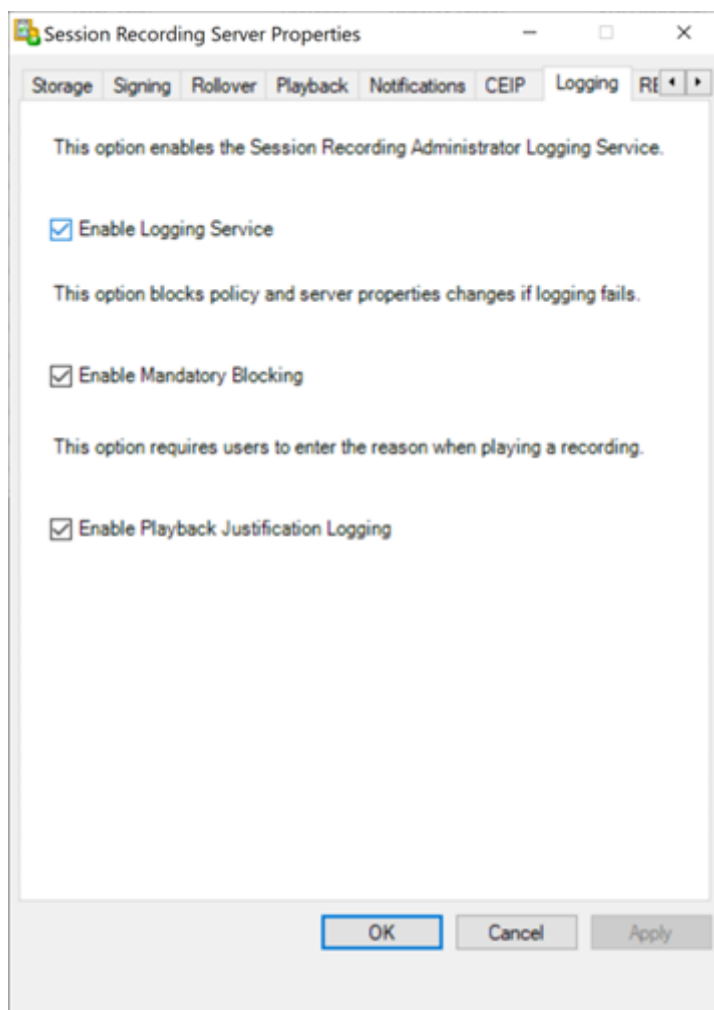 Session Recording Server Properties
Storage Signing Rollover Playback Notifications CEIP Logging RE
This option enables the Session Recording Administrator Logging Service.
Enable Logging Service
This option blocks policy and server properties changes if logging fails.
Enable Mandatory Blocking
This option requires users to enter the reason when playing a recording.
Enable Playback Justification Logging
OK Cancel Apply